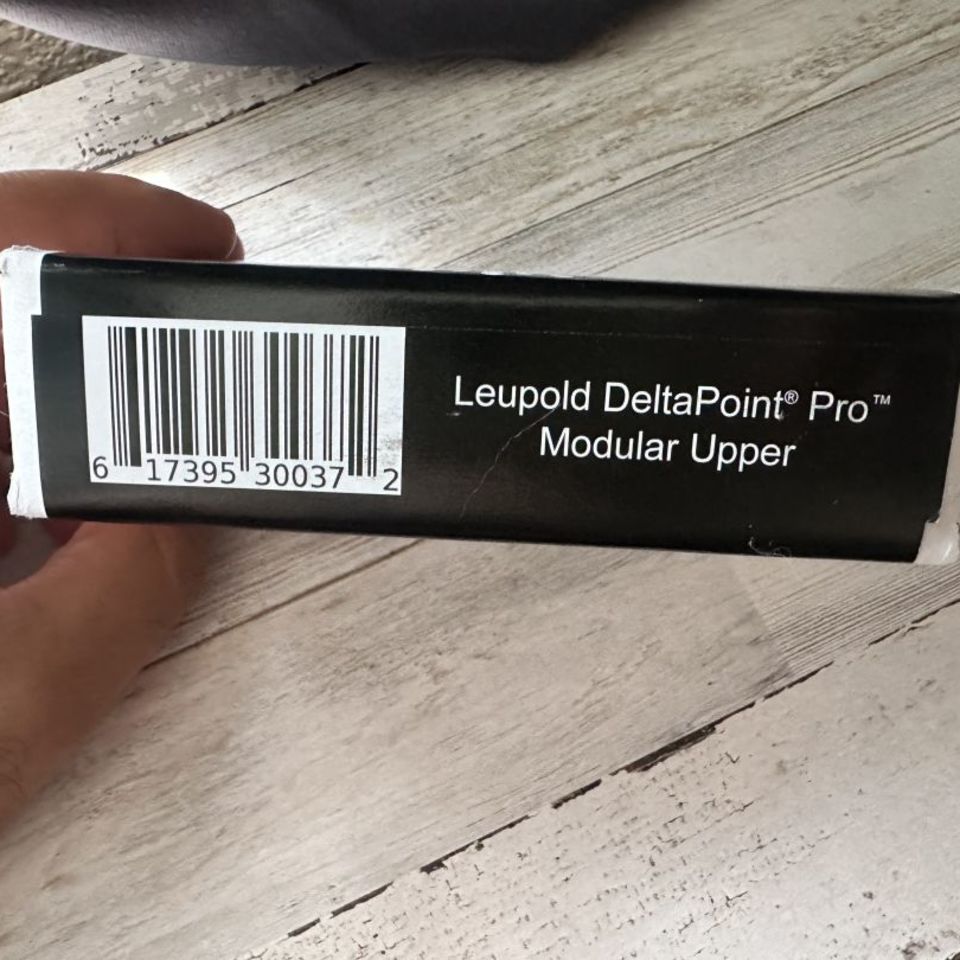 6 17395 30037 2
Leupold DeltaPoint® Pro™
Modular Upper